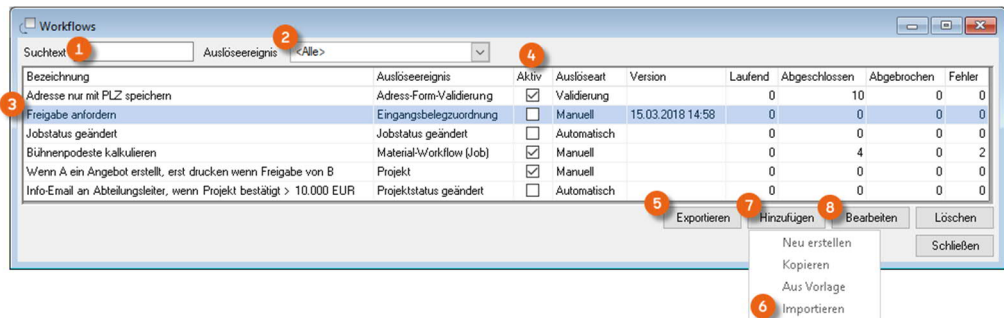 Workflows
Suchtext 1 Auslöseereignis 2 <Alle>
4
Bezeichnung Auslöseereignis Aktiv Auslöseart Version Laufend Abgeschlossen Abgebrochen Fehler
Adresse nur mit PLZ speichern Adress-Form-Validierung Validierung 0 10 0 0
3 Freigabe anfordern Eingangsbelegzuordnung Manuell 15.03.2018 14:58 0 0 0 0
Jobstatus geändert Jobstatus geändert Automatisch 0 0 0 0
Bühnenpodeste kalkulieren Material-Workflow (Job) Manuell 0 4 0 2
Wenn A ein Angebot erstellt, erst drucken wenn Freigabe von B Projekt Manuell 0 0 0 0
Info-Email an Abteilungsleiter, wenn Projekt bestätigt > 10.000 EUR Projektstatus geändert Automatisch 0 0 0 0
5 Exportieren 7 Hinzufügen 8 Bearbeiten Löschen
Neu erstellen Schließen
Kopieren
Aus Vorlage
6 Importieren